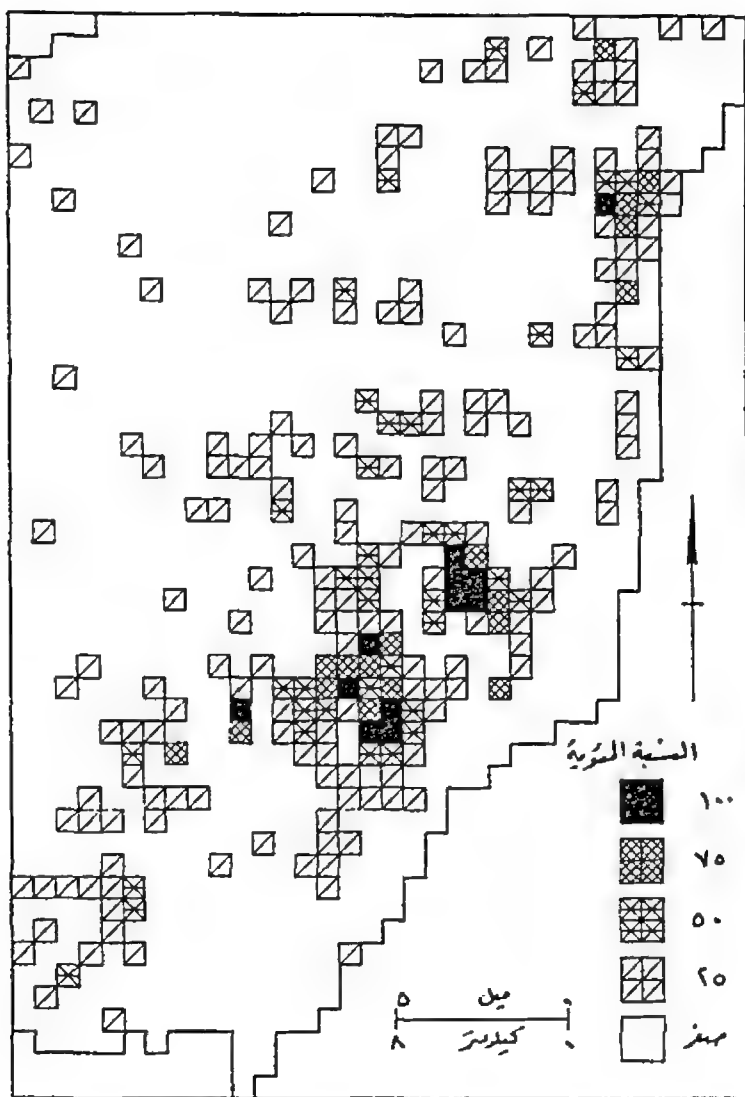 النسبة المئوية
١٠٠
٧٥
٥٠
٢٥
صفر
٥ ميل ٠
٨ كيلومتر ٠